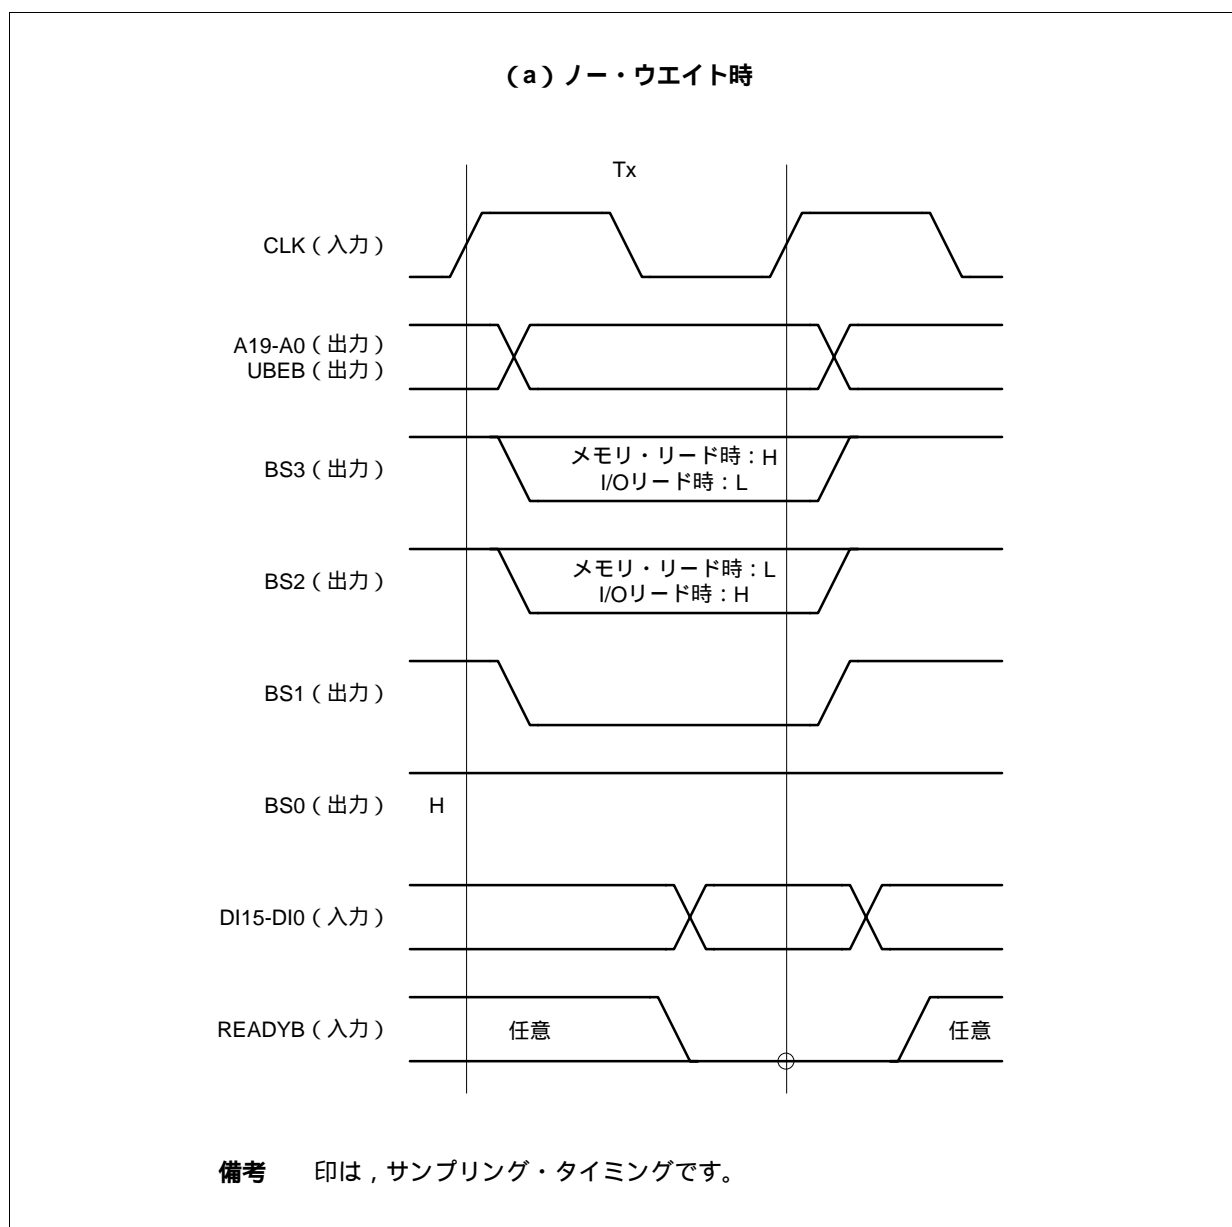 （a）ノー・ウエイト時
Tx
CLK（入力）
A19-A0（出力）
UBEB（出力）
BS3（出力）
メモリ・リード時：H
I/Oリード時：L
BS2（出力）
メモリ・リード時：L
I/Oリード時：H
BS1（出力）
BS0（出力） H
DI15-DI0（入力）
READYB（入力） 任意 任意
備考　印は，サンプリング・タイミングです。